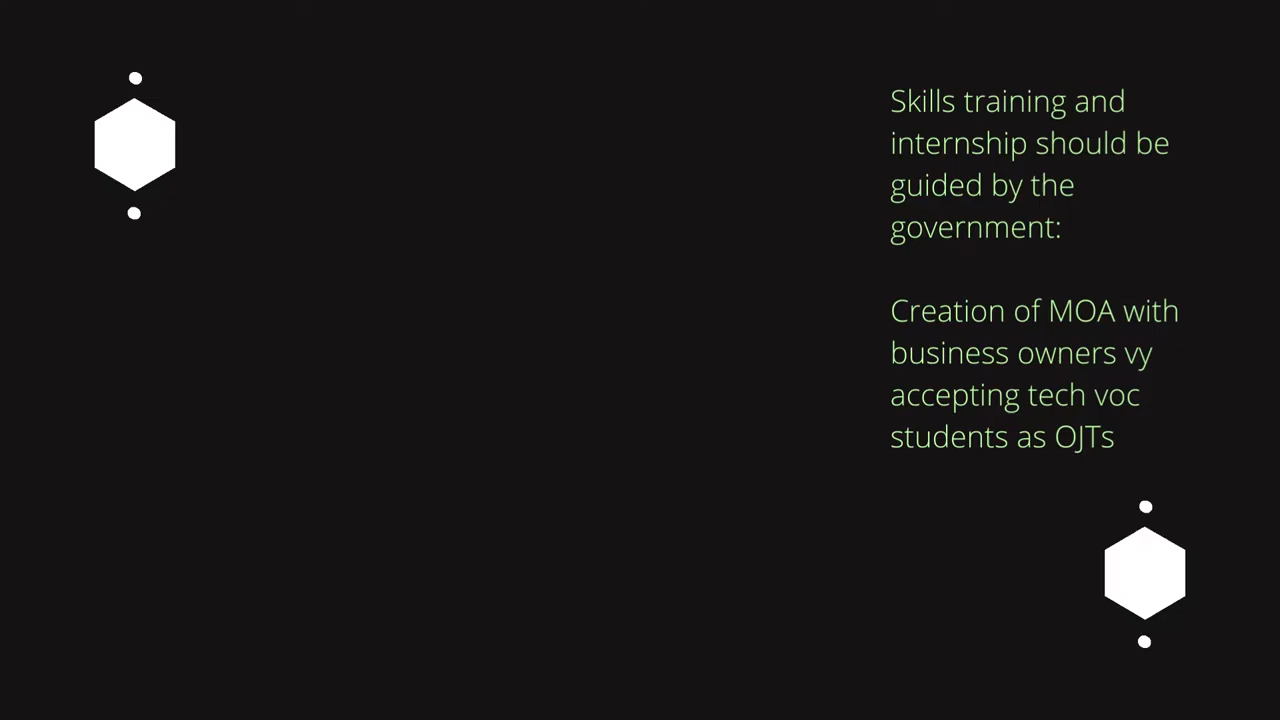 Skills training and
internship should be
guided by the
government:
Creation of MOA with
business owners vy
accepting tech voc
students as OJTs